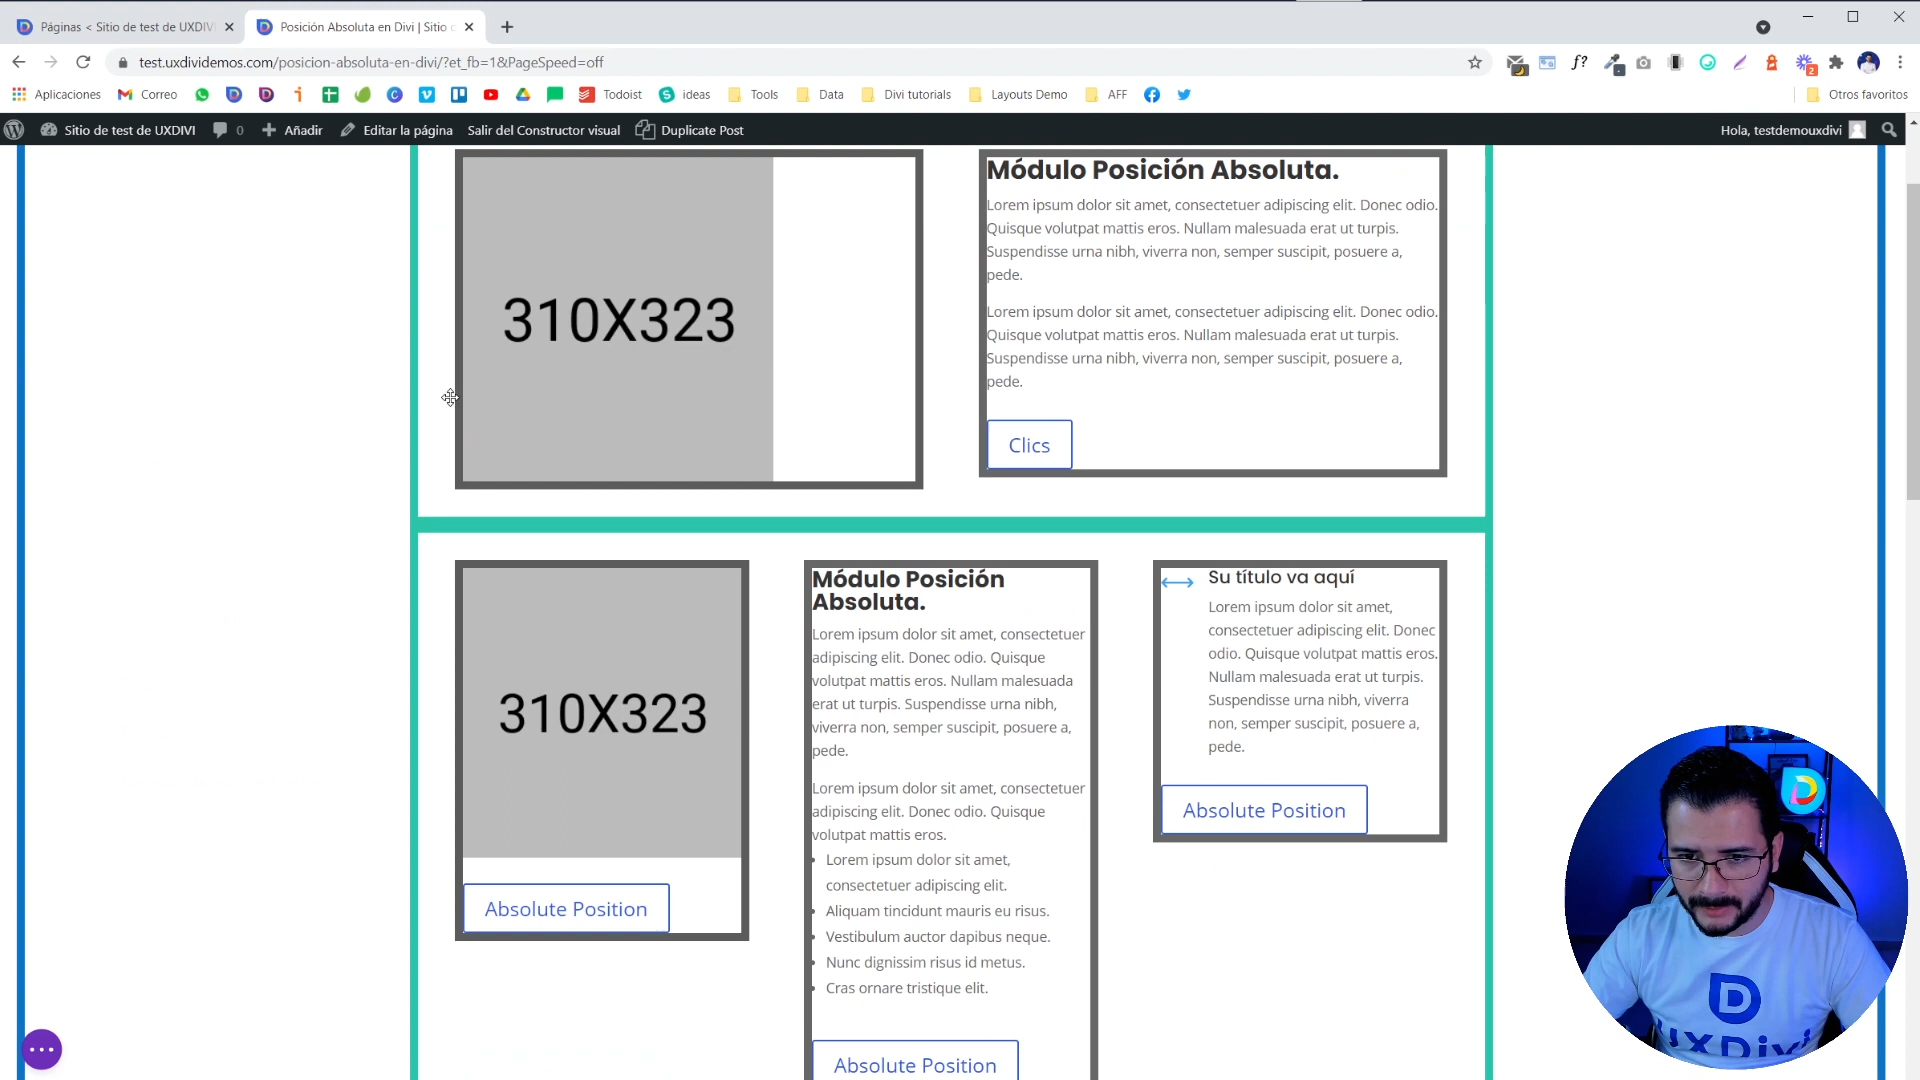 Páginas < Sitio de test de UXDIVI
Posición Absoluta en Divi | Sitio
test.uxdividemos.com/posicion-absoluta-en-divi/?et_fb=1&PageSpeed=off
f?
2
Aplicaciones
Correo
Todoist
ideas
Tools
Data
Divi tutorials
Layouts Demo
AFF
Otros favoritos
Sitio de test de UXDIVI
0
Añadir
Editar la página
Salir del Constructor visual
Duplicate Post
Hola, testdemouxdivi
310X323
Módulo Posición Absoluta.
Lorem ipsum dolor sit amet, consectetuer adipiscing elit. Donec odio.
Quisque volutpat mattis eros. Nullam malesuada erat ut turpis.
Suspendisse urna nibh, viverra non, semper suscipit, posuere a,
pede.
Lorem ipsum dolor sit amet, consectetuer adipiscing elit. Donec odio.
Quisque volutpat mattis eros. Nullam malesuada erat ut turpis.
Suspendisse urna nibh, viverra non, semper suscipit, posuere a,
pede.
Clics
310X323
Absolute Position
Módulo Posición
Absoluta.
Lorem ipsum dolor sit amet, consectetuer
adipiscing elit. Donec odio. Quisque
volutpat mattis eros. Nullam malesuada
erat ut turpis. Suspendisse urna nibh,
viverra non, semper suscipit, posuere a,
pede.
Lorem ipsum dolor sit amet, consectetuer
adipiscing elit. Donec odio. Quisque
volutpat mattis eros.
Lorem ipsum dolor sit amet,
consectetuer adipiscing elit.
Aliquam tincidunt mauris eu risus.
Vestibulum auctor dapibus neque.
Nunc dignissim risus id metus.
Cras ornare tristique elit.
Absolute Position
Su título va aquí
Lorem ipsum dolor sit amet,
consectetuer adipiscing elit. Donec
odio. Quisque volutpat mattis eros.
Nullam malesuada erat ut turpis.
Suspendisse urna nibh, viverra
non, semper suscipit, posuere a,
pede.
Absolute Position
UXDivi